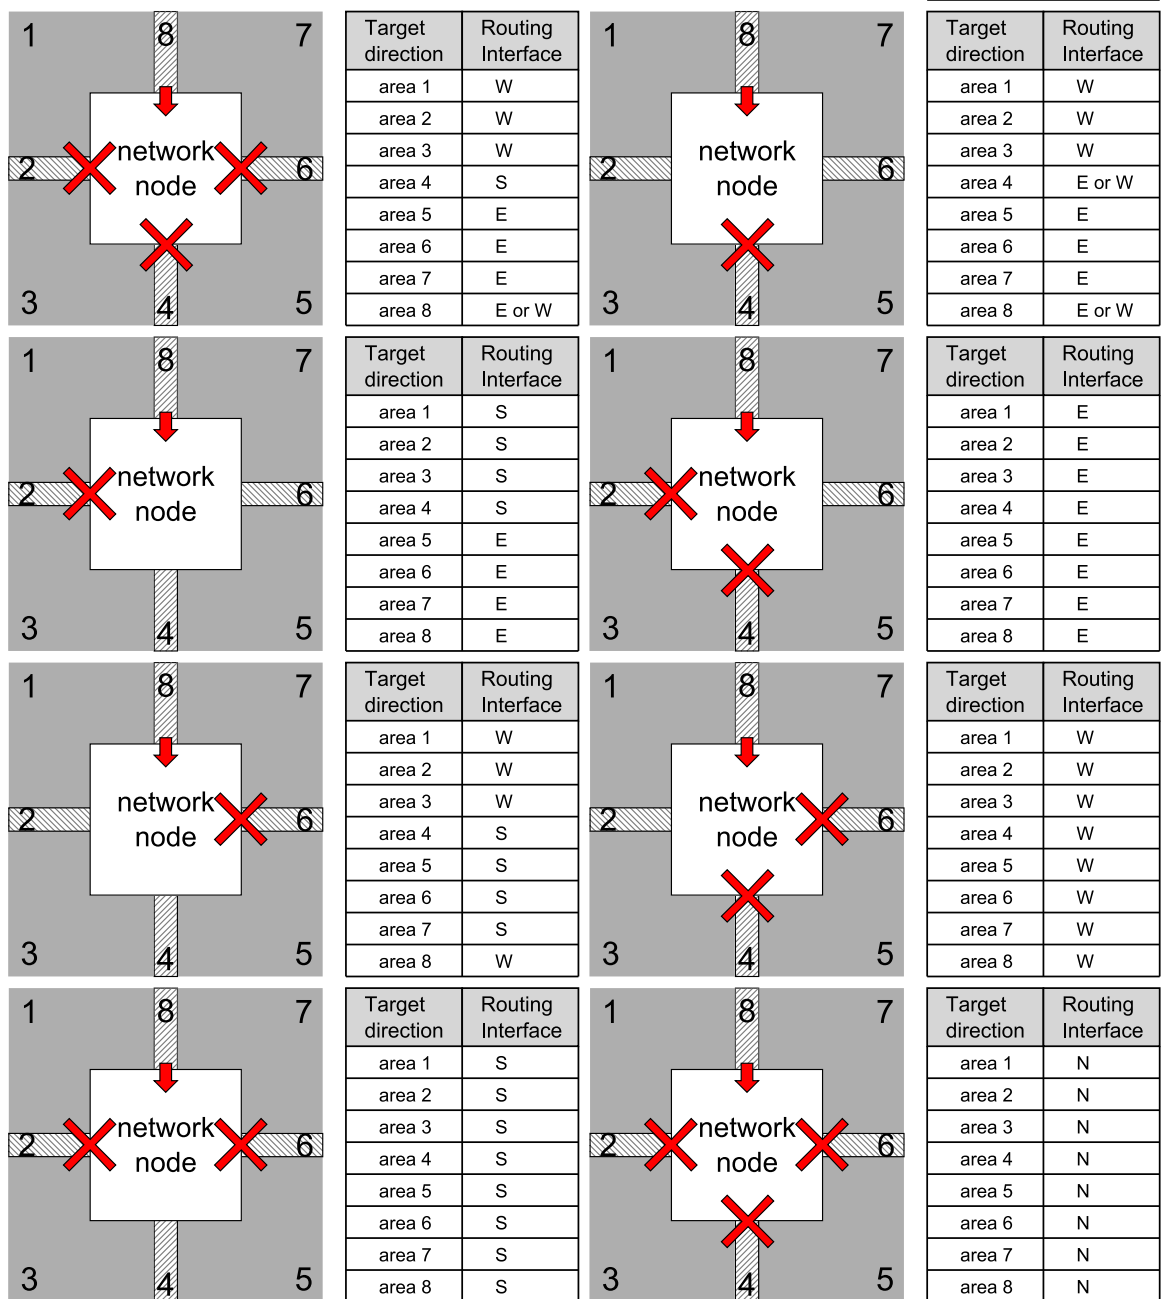 1 8 7
network
2 6
node
3 4 5
Target Routing
direction Interface
area 1 W
area 2 W
area 3 W
area 4 S
area 5 E
area 6 E
area 7 E
area 8 E or W
1 8 7
network
2 6
node
3 4 5
Target Routing
direction Interface
area 1 W
area 2 W
area 3 W
area 4 E or W
area 5 E
area 6 E
area 7 E
area 8 E or W
1 8 7
network
2 6
node
3 4 5
Target Routing
direction Interface
area 1 S
area 2 S
area 3 S
area 4 S
area 5 E
area 6 E
area 7 E
area 8 E
1 8 7
network
2 6
node
3 4 5
Target Routing
direction Interface
area 1 E
area 2 E
area 3 E
area 4 E
area 5 E
area 6 E
area 7 E
area 8 E
1 8 7
network
2 6
node
3 4 5
Target Routing
direction Interface
area 1 W
area 2 W
area 3 W
area 4 S
area 5 S
area 6 S
area 7 S
area 8 W
1 8 7
network
2 6
node
3 4 5
Target Routing
direction Interface
area 1 W
area 2 W
area 3 W
area 4 W
area 5 W
area 6 W
area 7 W
area 8 W
1 8 7
network
2 6
node
3 4 5
Target Routing
direction Interface
area 1 S
area 2 S
area 3 S
area 4 S
area 5 S
area 6 S
area 7 S
area 8 S
1 8 7
network
2 6
node
3 4 5
Target Routing
direction Interface
area 1 N
area 2 N
area 3 N
area 4 N
area 5 N
area 6 N
area 7 N
area 8 N